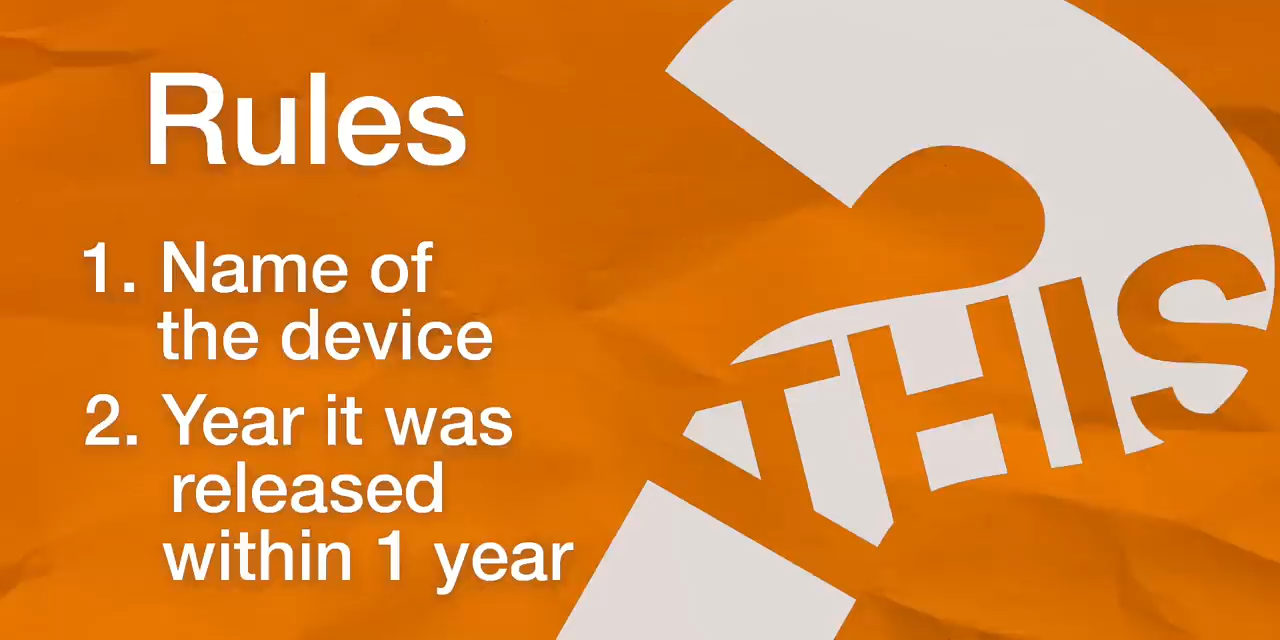 Rules
1. Name of
the device
2. Year it was
released
within 1 year
THIS